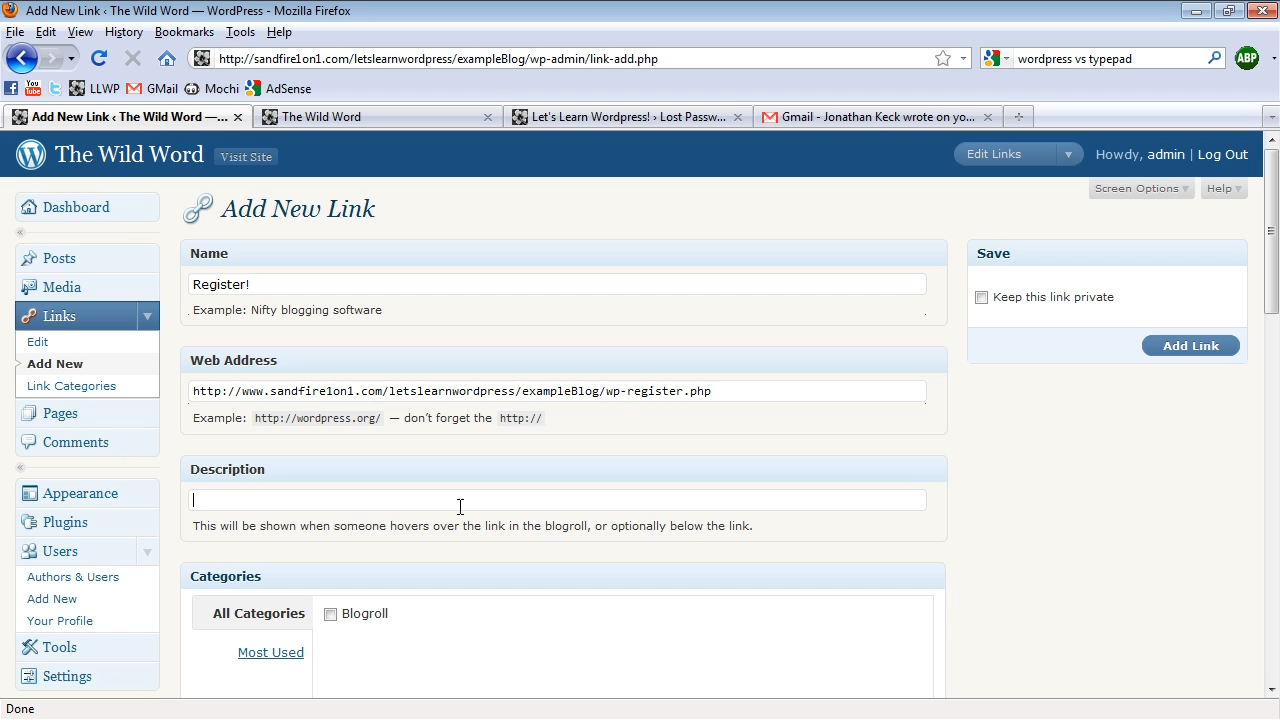 Add New Link ‹ The Wild Word — WordPress - Mozilla Firefox
File Edit View History Bookmarks Tools Help
http://sandfire1on1.com/letslearnwordpress/exampleBlog/wp-admin/link-add.php
wordpress vs typepad
ABP
LLWP GMail Mochi AdSense
Add New Link ‹ The Wild Word —...
The Wild Word
Let's Learn Wordpress! › Lost Passw...
Gmail - Jonathan Keck wrote on yo...
The Wild Word Visit Site
Edit Links
Howdy, admin | Log Out
Screen Options
Help
Dashboard
Posts
Media
Links
Edit
Add New
Link Categories
Pages
Comments
Appearance
Plugins
Users
Authors & Users
Add New
Your Profile
Tools
Settings
Add New Link
Name
Register!
Example: Nifty blogging software
Web Address
http://www.sandfire1on1.com/letslearnwordpress/exampleBlog/wp-register.php
Example: http://wordpress.org/ — don't forget the http://
Description
This will be shown when someone hovers over the link in the blogroll, or optionally below the link.
Categories
All Categories
Blogroll
Most Used
Save
Keep this link private
Add Link
Done